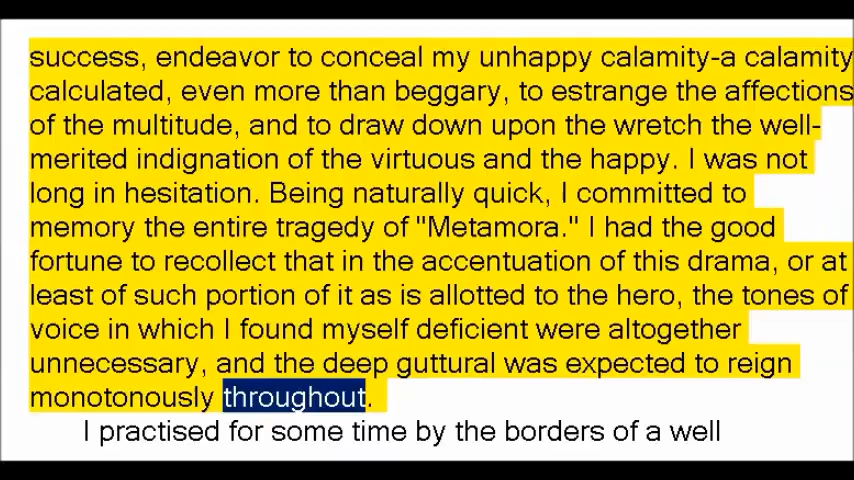 success, endeavor to conceal my unhappy calamity-a calamity
calculated, even more than beggary, to estrange the affections
of the multitude, and to draw down upon the wretch the well-
merited indignation of the virtuous and the happy. I was not
long in hesitation. Being naturally quick, I committed to
memory the entire tragedy of "Metamora." I had the good
fortune to recollect that in the accentuation of this drama, or at
least of such portion of it as is allotted to the hero, the tones of
voice in which I found myself deficient were altogether
unnecessary, and the deep guttural was expected to reign
monotonously throughout.
I practised for some time by the borders of a well